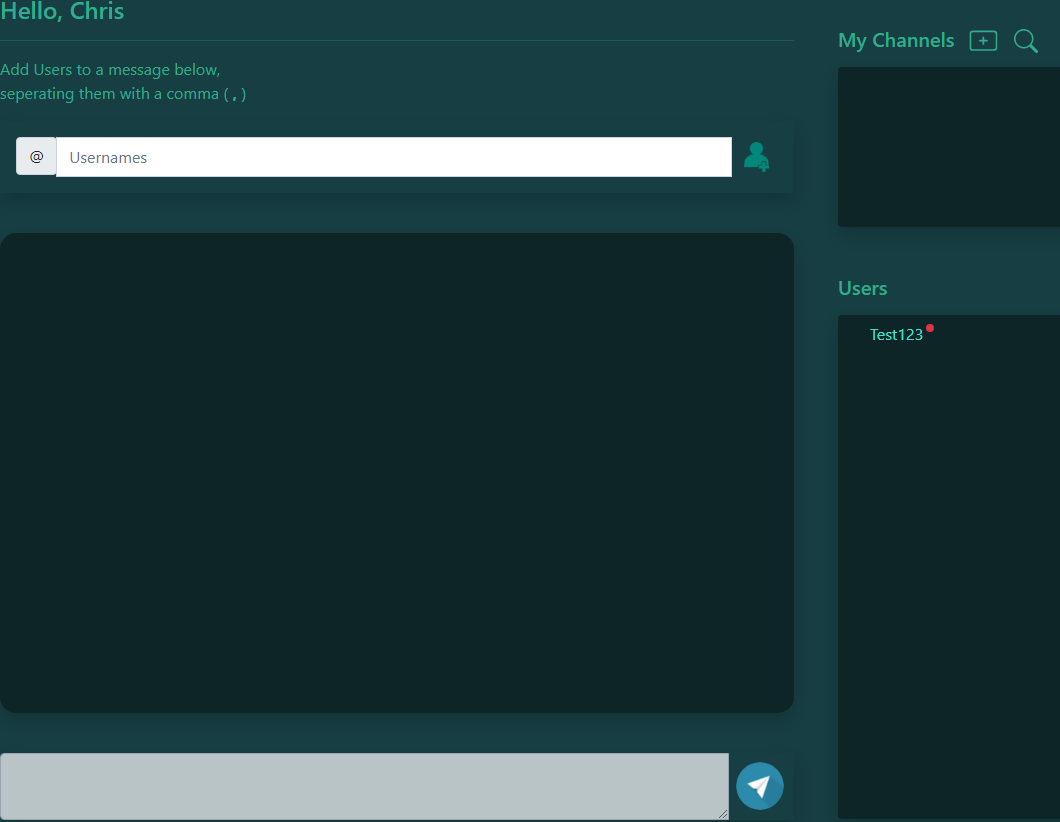 Hello, Chris
Add Users to a message below,
seperating them with a comma ( , )
@ Usernames
My Channels
Users
Test123